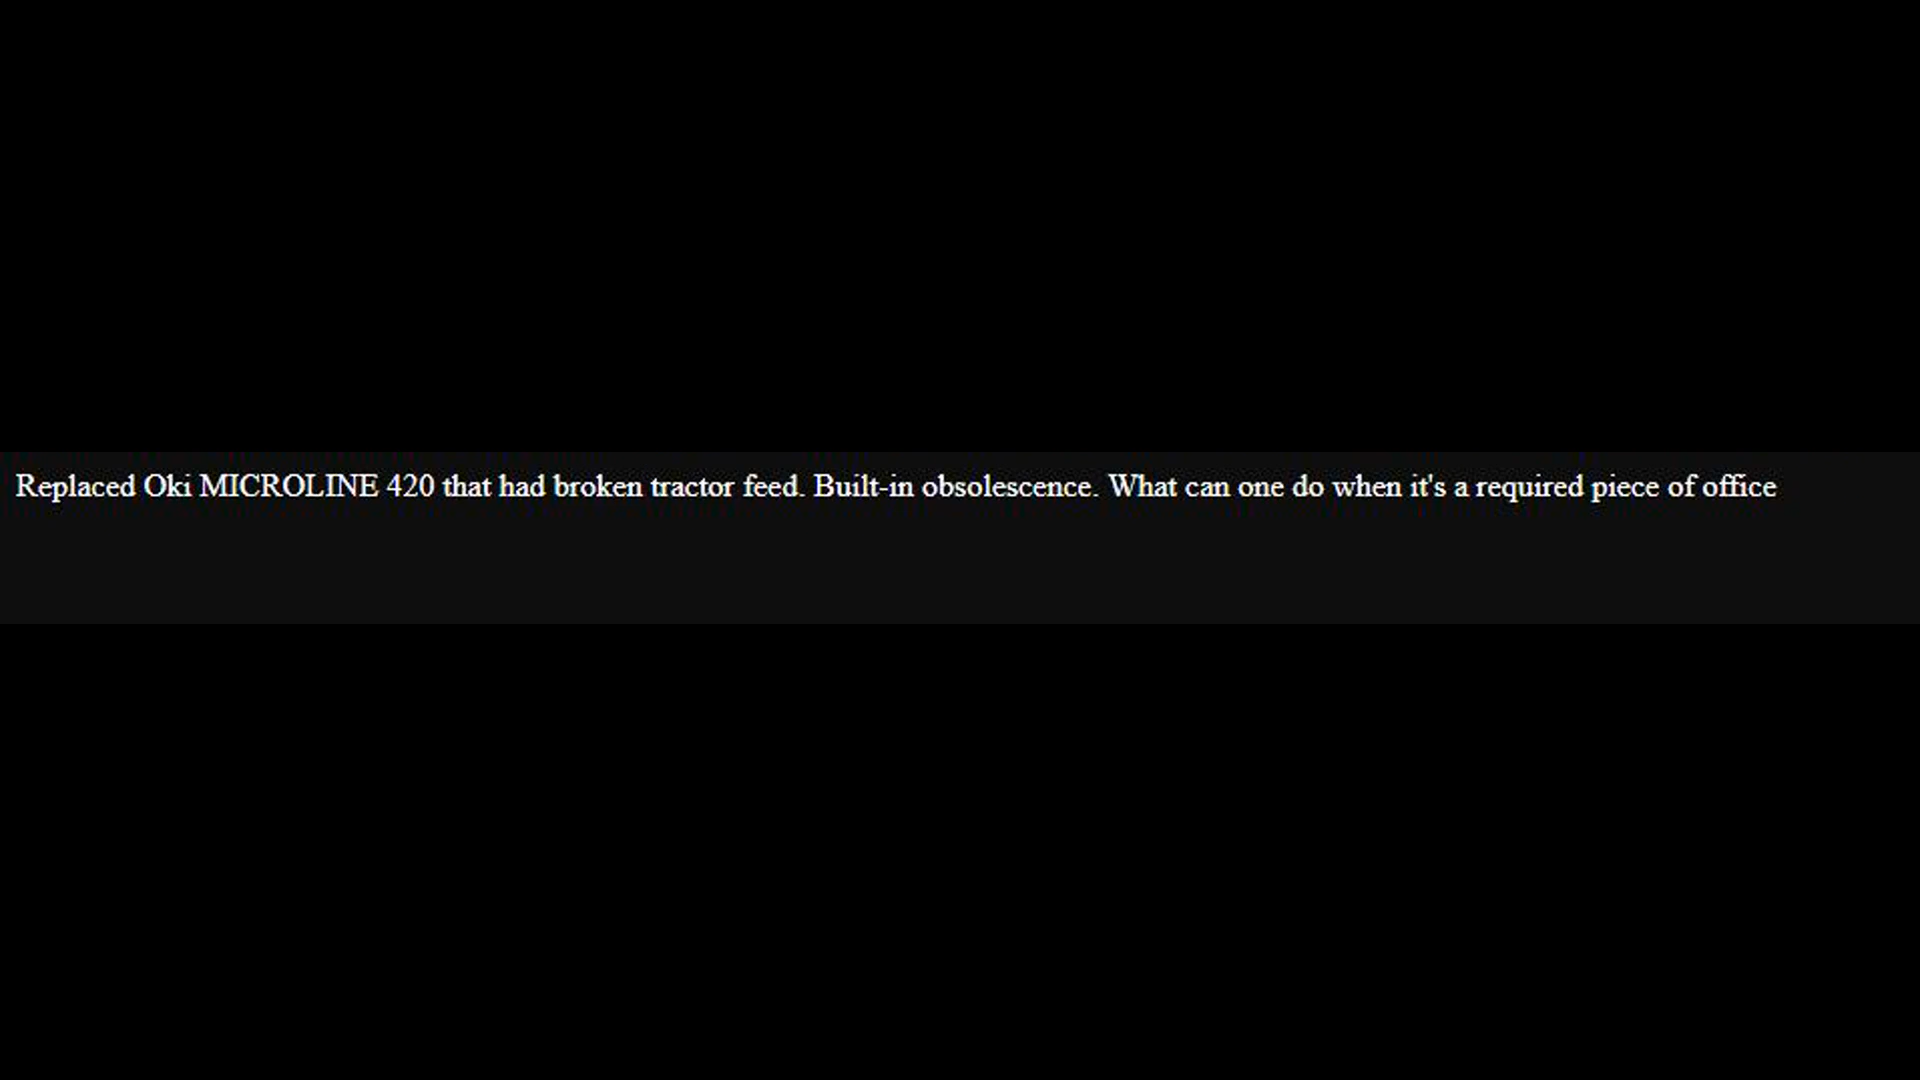 Replaced Oki MICROLINE 420 that had broken tractor feed. Built-in obsolescence. What can one do when it's a required piece of office